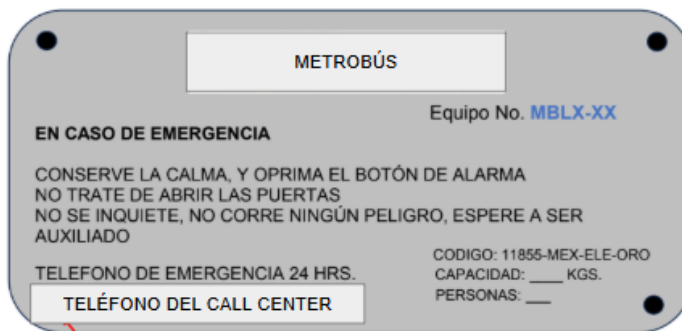 METROBÚS
Equipo No. MBLX-XX
EN CASO DE EMERGENCIA
CONSERVE LA CALMA, Y OPRIMA EL BOTÓN DE ALARMA
NO TRATE DE ABRIR LAS PUERTAS
NO SE INQUIETE, NO CORRE NINGÚN PELIGRO, ESPERE A SER
AUXILIADO
CODIGO: 11855-MEX-ELE-ORO
TELEFONO DE EMERGENCIA 24 HRS.
CAPACIDAD: ____ KGS.
TELÉFONO DEL CALL CENTER
PERSONAS: ___